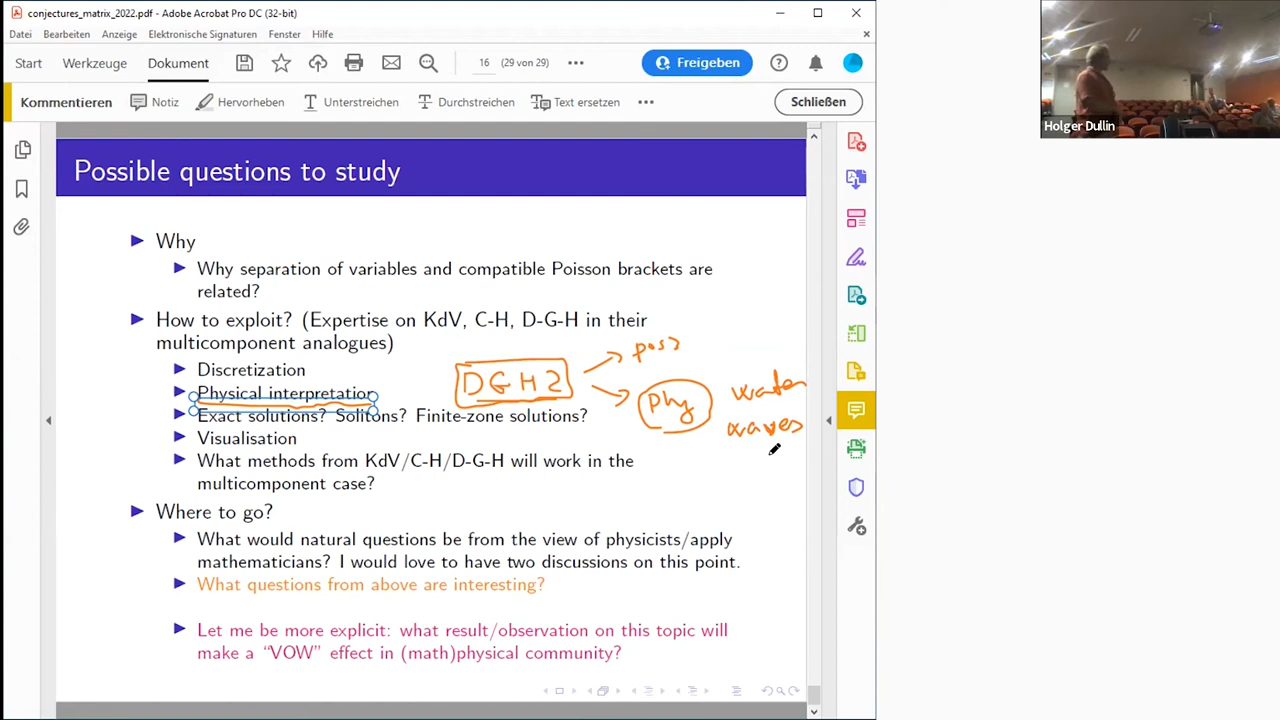 conjectures_matrix_2022.pdf - Adobe Acrobat Pro DC (32-bit)
Datei Bearbeiten Anzeige Elektronische Signaturen Fenster Hilfe
Start Werkzeuge Dokument 16 (29 von 29) Freigeben
Kommentieren Notiz Hervorheben Unterstreichen Durchstreichen Text ersetzen Schließen
Holger Dullin
Possible questions to study
Why
Why separation of variables and compatible Poisson brackets are
related?
How to exploit? (Expertise on KdV, C-H, D-G-H in their
multicomponent analogues)
Discretization
Physical interpretation
Exact solutions? Solitons? Finite-zone solutions?
Visualisation
What methods from KdV/C-H/D-G-H will work in the
multicomponent case?
DGH2
poss
Phy
water
waves
Where to go?
What would natural questions be from the view of physicists/apply
mathematicians? I would love to have two discussions on this point.
What questions from above are interesting?
Let me be more explicit: what result/observation on this topic will
make a “VOW” effect in (math)physical community?